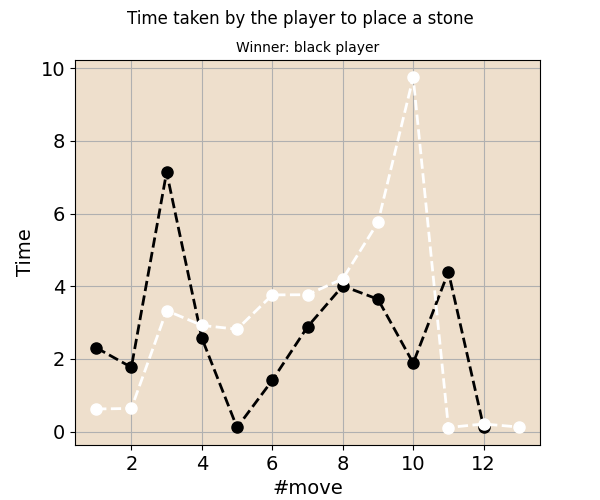 Time taken by the player to place a stone
Winner: black player
10
8
6
4
2
0
Time
2 4 6 8 10 12
#move